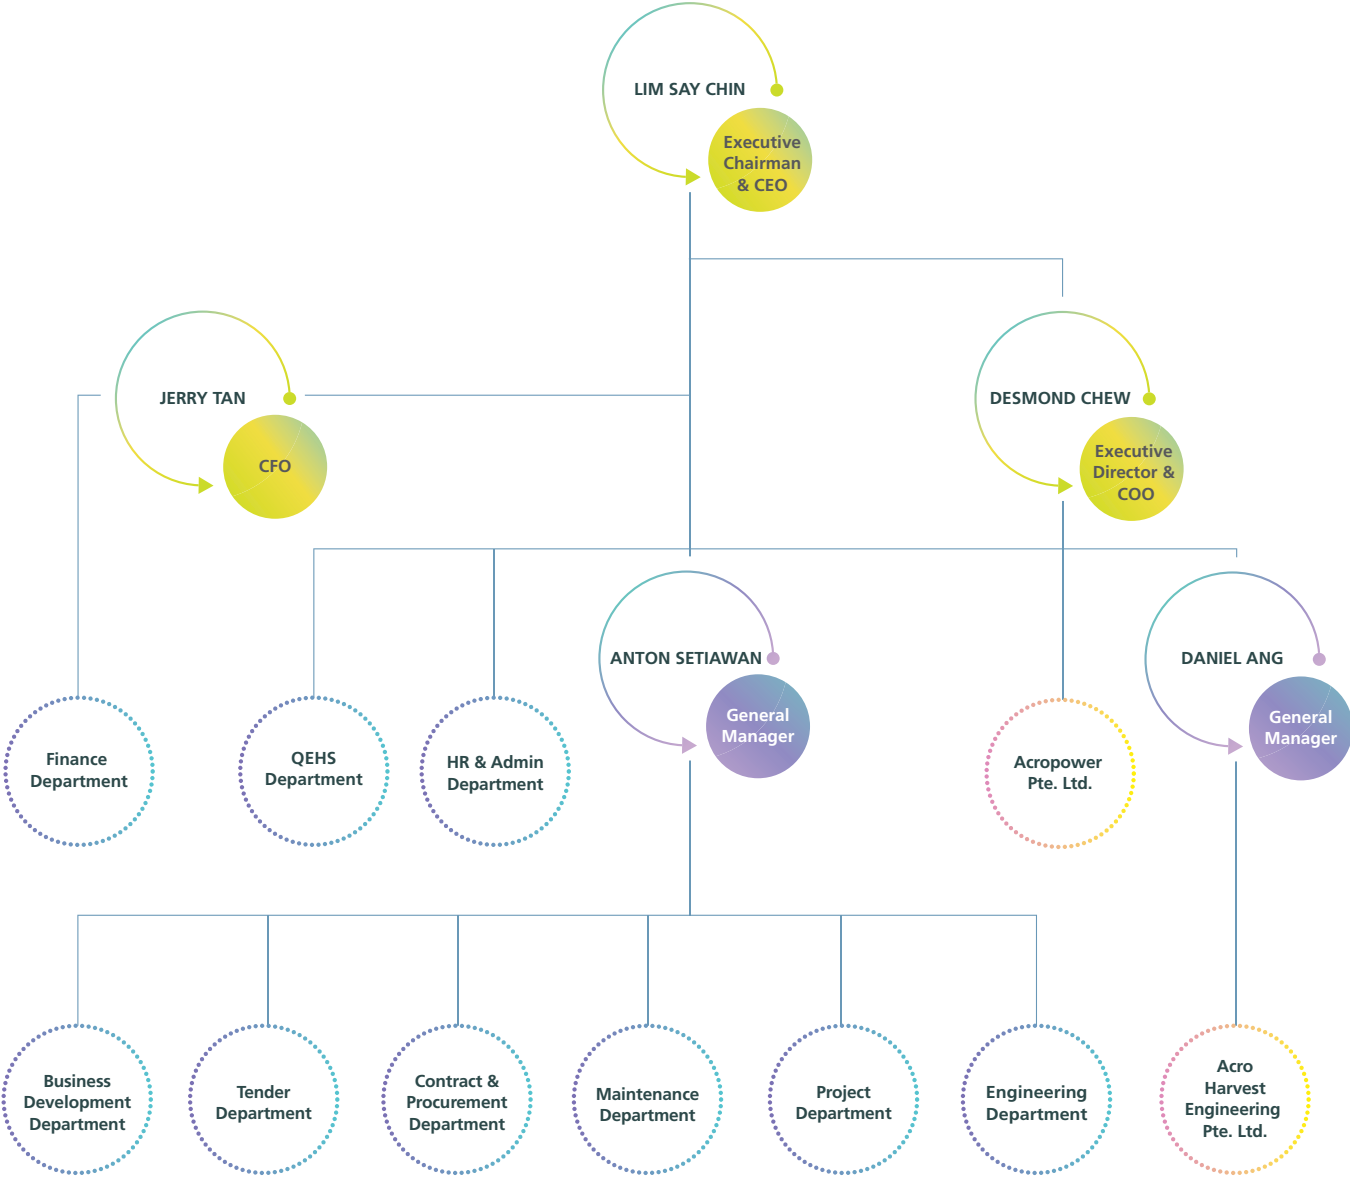 LIM SAY CHIN
Executive
Chairman
& CEO
JERRY TAN
CFO
DESMOND CHEW
Executive
Director &
COO
ANTON SETIAWAN
General
Manager
DANIEL ANG
General
Manager
Finance
Department
QEHS
Department
HR & Admin
Department
Acropower
Pte. Ltd.
Business
Development
Department
Tender
Department
Contract &
Procurement
Department
Maintenance
Department
Project
Department
Engineering
Department
Acro
Harvest
Engineering
Pte. Ltd.